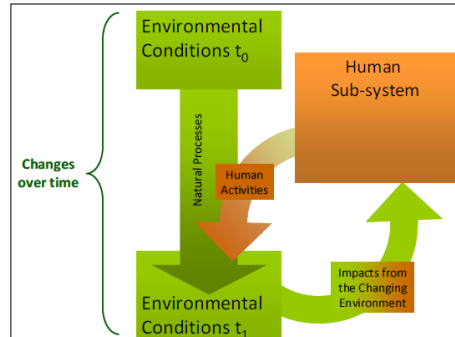 Environmental
Conditions t₀
Human
Sub-system
Changes
over time
Natural Processes
Human
Activities
Impacts from
the Changing
Environment
Environmental
Conditions t₁